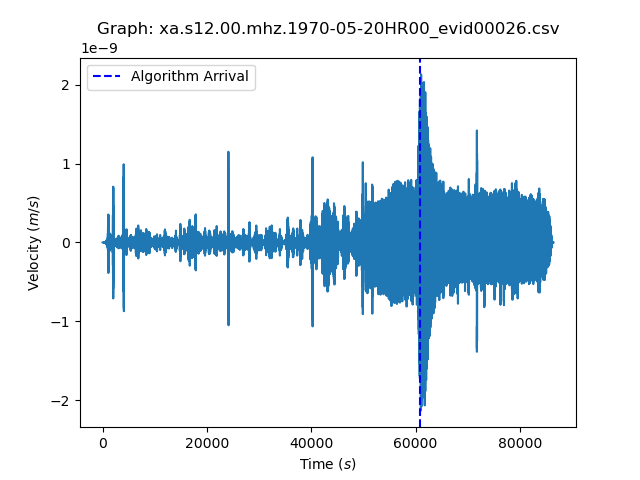 Graph: xa.s12.00.mhz.1970-05-20HR00_evid00026.csv
1e−9
Algorithm Arrival
2
1
0
−1
−2
Velocity (m/s)
0 20000 40000 60000 80000
Time (s)